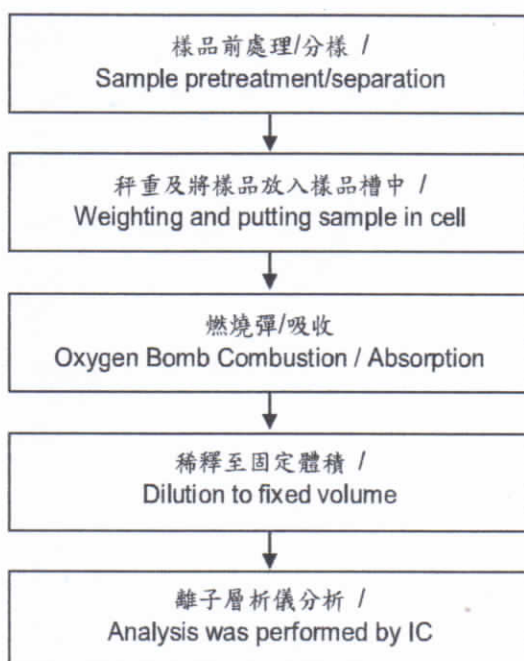 樣品前處理/分樣 /
Sample pretreatment/separation
秤重及將樣品放入樣品槽中 /
Weighting and putting sample in cell
燃燒彈/吸收
Oxygen Bomb Combustion / Absorption
稀釋至固定體積 /
Dilution to fixed volume
離子層析儀分析 /
Analysis was performed by IC